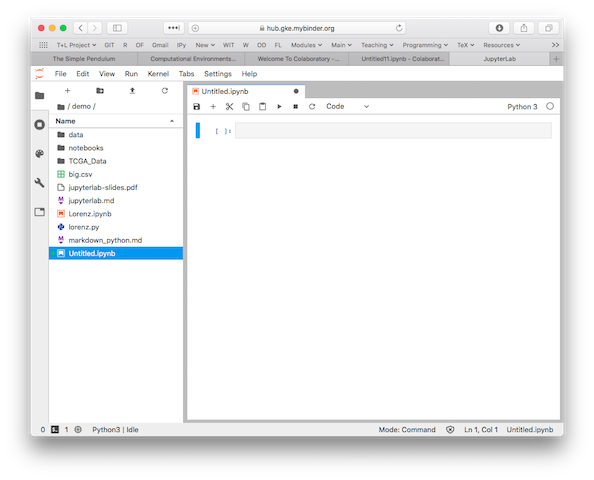 hub.gke.mybinder.org
T+L Project GIT R OF Gmail IPy New WIT W OD FL Modules Main Teaching Programming TeX Resources
The Simple Pendulum Computational Environments... Welcome To Colaboratory -... Untitled11.ipynb - Colaborat... JupyterLab
File Edit View Run Kernel Tabs Settings Help
Untitled.ipynb
/ demo /
Code Python 3
Name
[ ]:
data
notebooks
TCGA_Data
big.csv
jupyterlab-slides.pdf
jupyterlab.md
Lorenz.ipynb
lorenz.py
markdown_python.md
Untitled.ipynb
0 1 Python3 | Idle Mode: Command Ln 1, Col 1 Untitled.ipynb